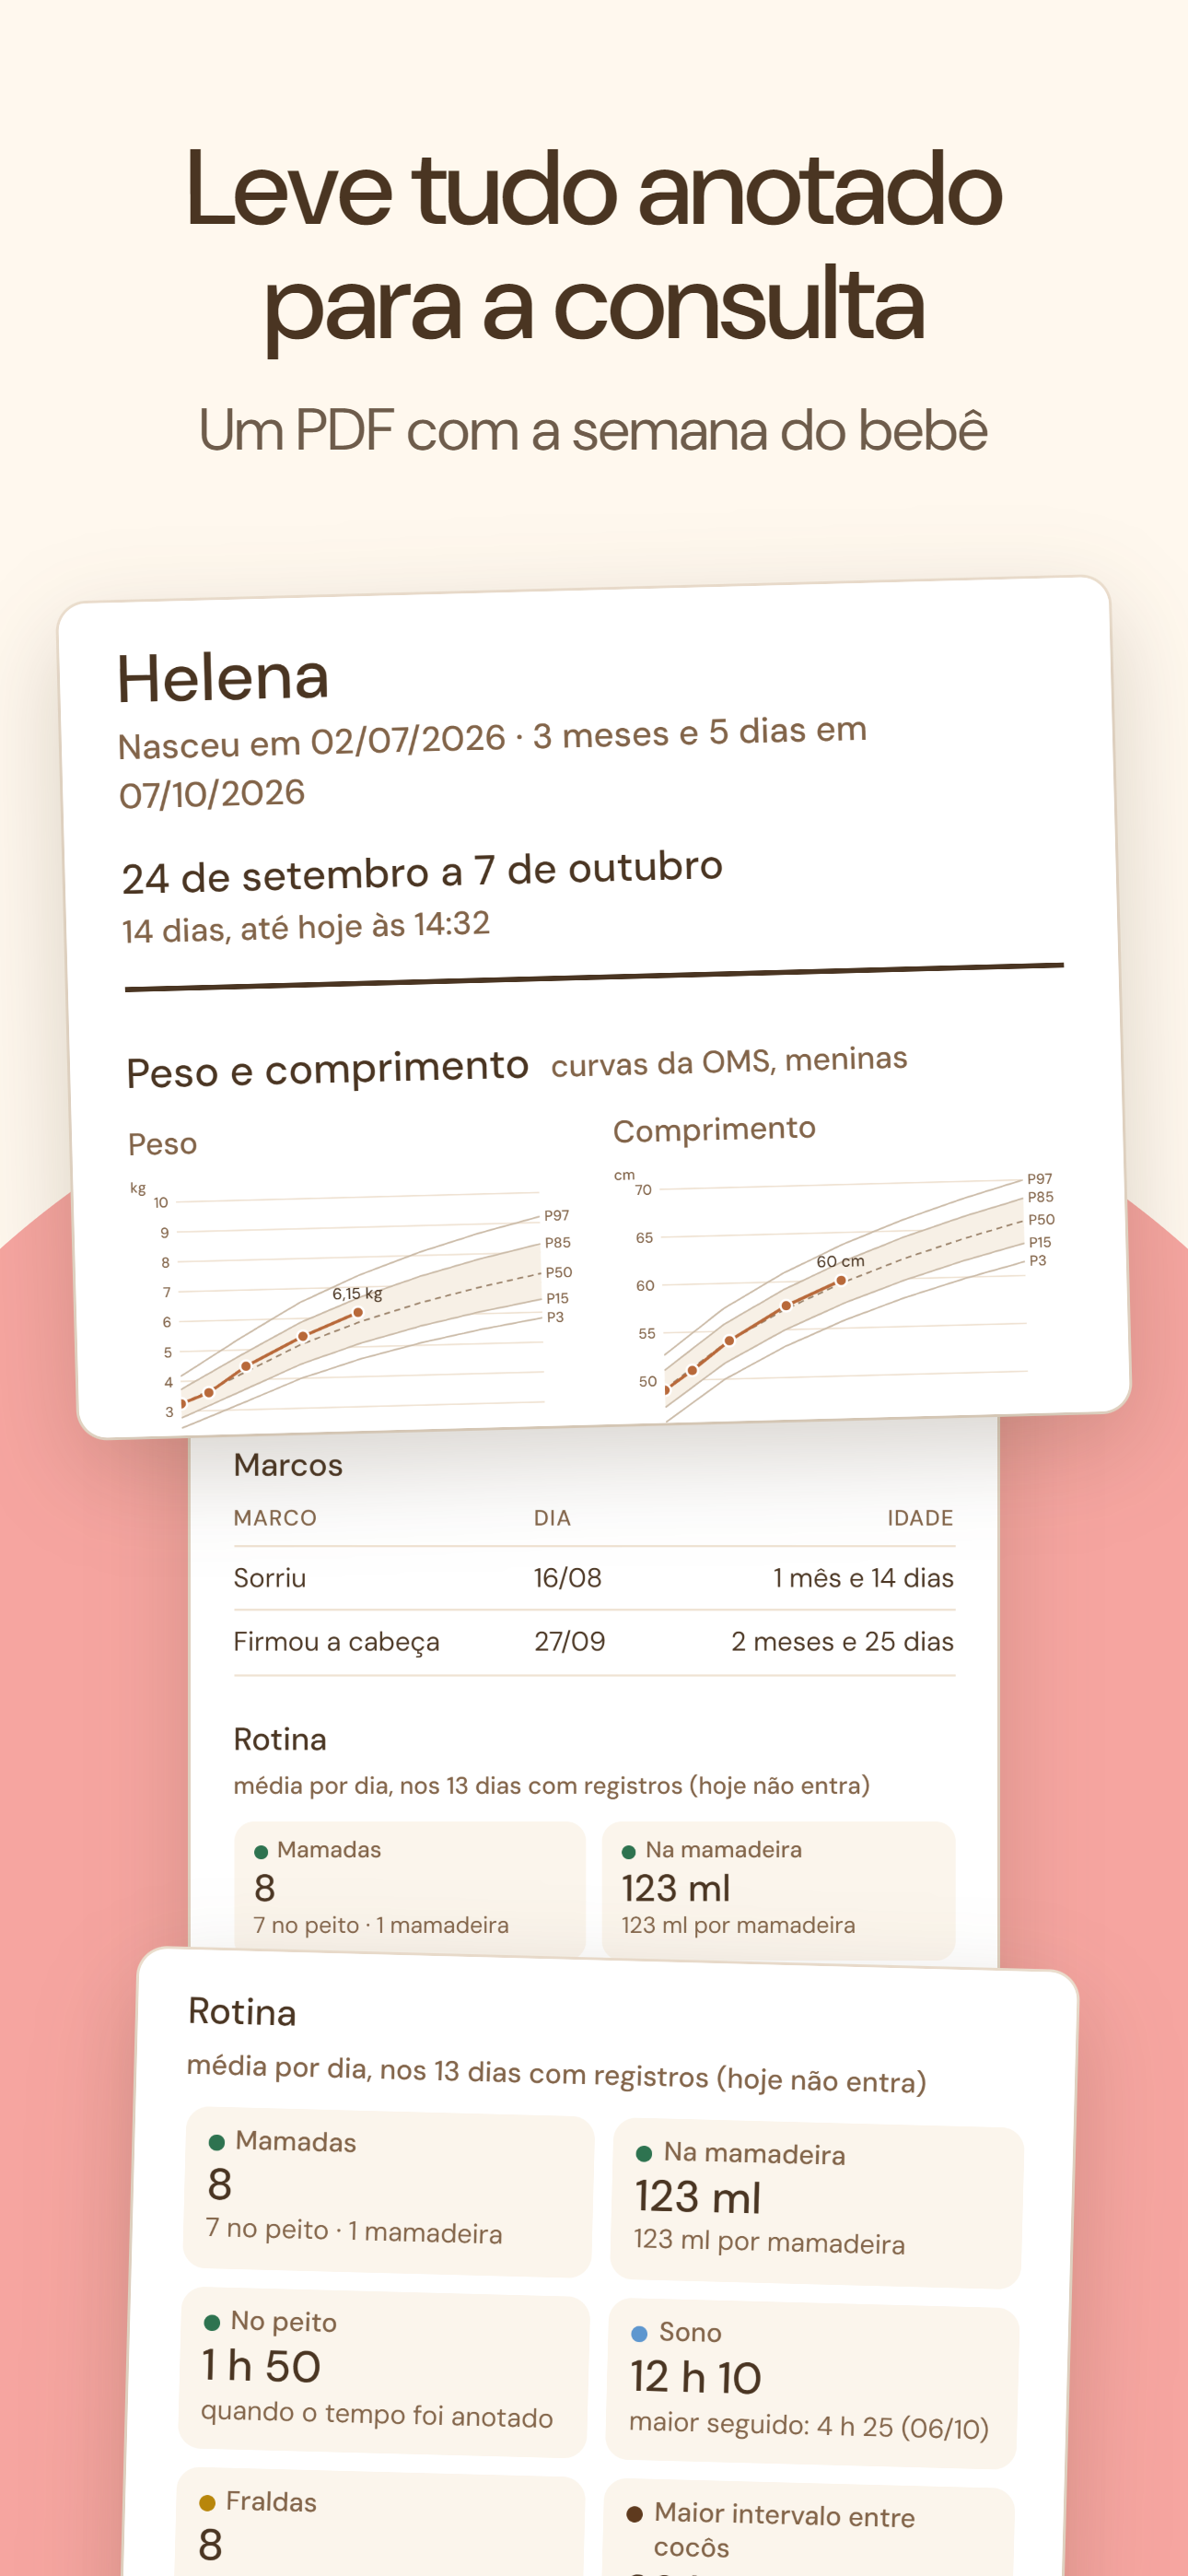 Leve tudo anotado
para a consulta
Um PDF com a semana do bebê
Helena
Nasceu em 02/07/2026 · 3 meses e 5 dias em
07/10/2026
24 de setembro a 7 de outubro
14 dias, até hoje às 14:32
Peso e comprimento curvas da OMS, meninas
Peso
kg
10
9
8
7
6
5
4
3
6,15 kg
P97
P85
P50
P15
P3
Comprimento
cm
70
65
60
55
50
60 cm
P97
P85
P50
P15
P3
Marcos
MARCO DIA IDADE
Sorriu 16/08 1 mês e 14 dias
Firmou a cabeça 27/09 2 meses e 25 dias
Rotina
média por dia, nos 13 dias com registros (hoje não entra)
Mamadas
8
7 no peito · 1 mamadeira
Na mamadeira
123 ml
123 ml por mamadeira
Rotina
média por dia, nos 13 dias com registros (hoje não entra)
Mamadas
8
7 no peito · 1 mamadeira
Na mamadeira
123 ml
123 ml por mamadeira
No peito
1 h 50
quando o tempo foi anotado
Sono
12 h 10
maior seguido: 4 h 25 (06/10)
Fraldas
8
Maior intervalo entre
cocôs